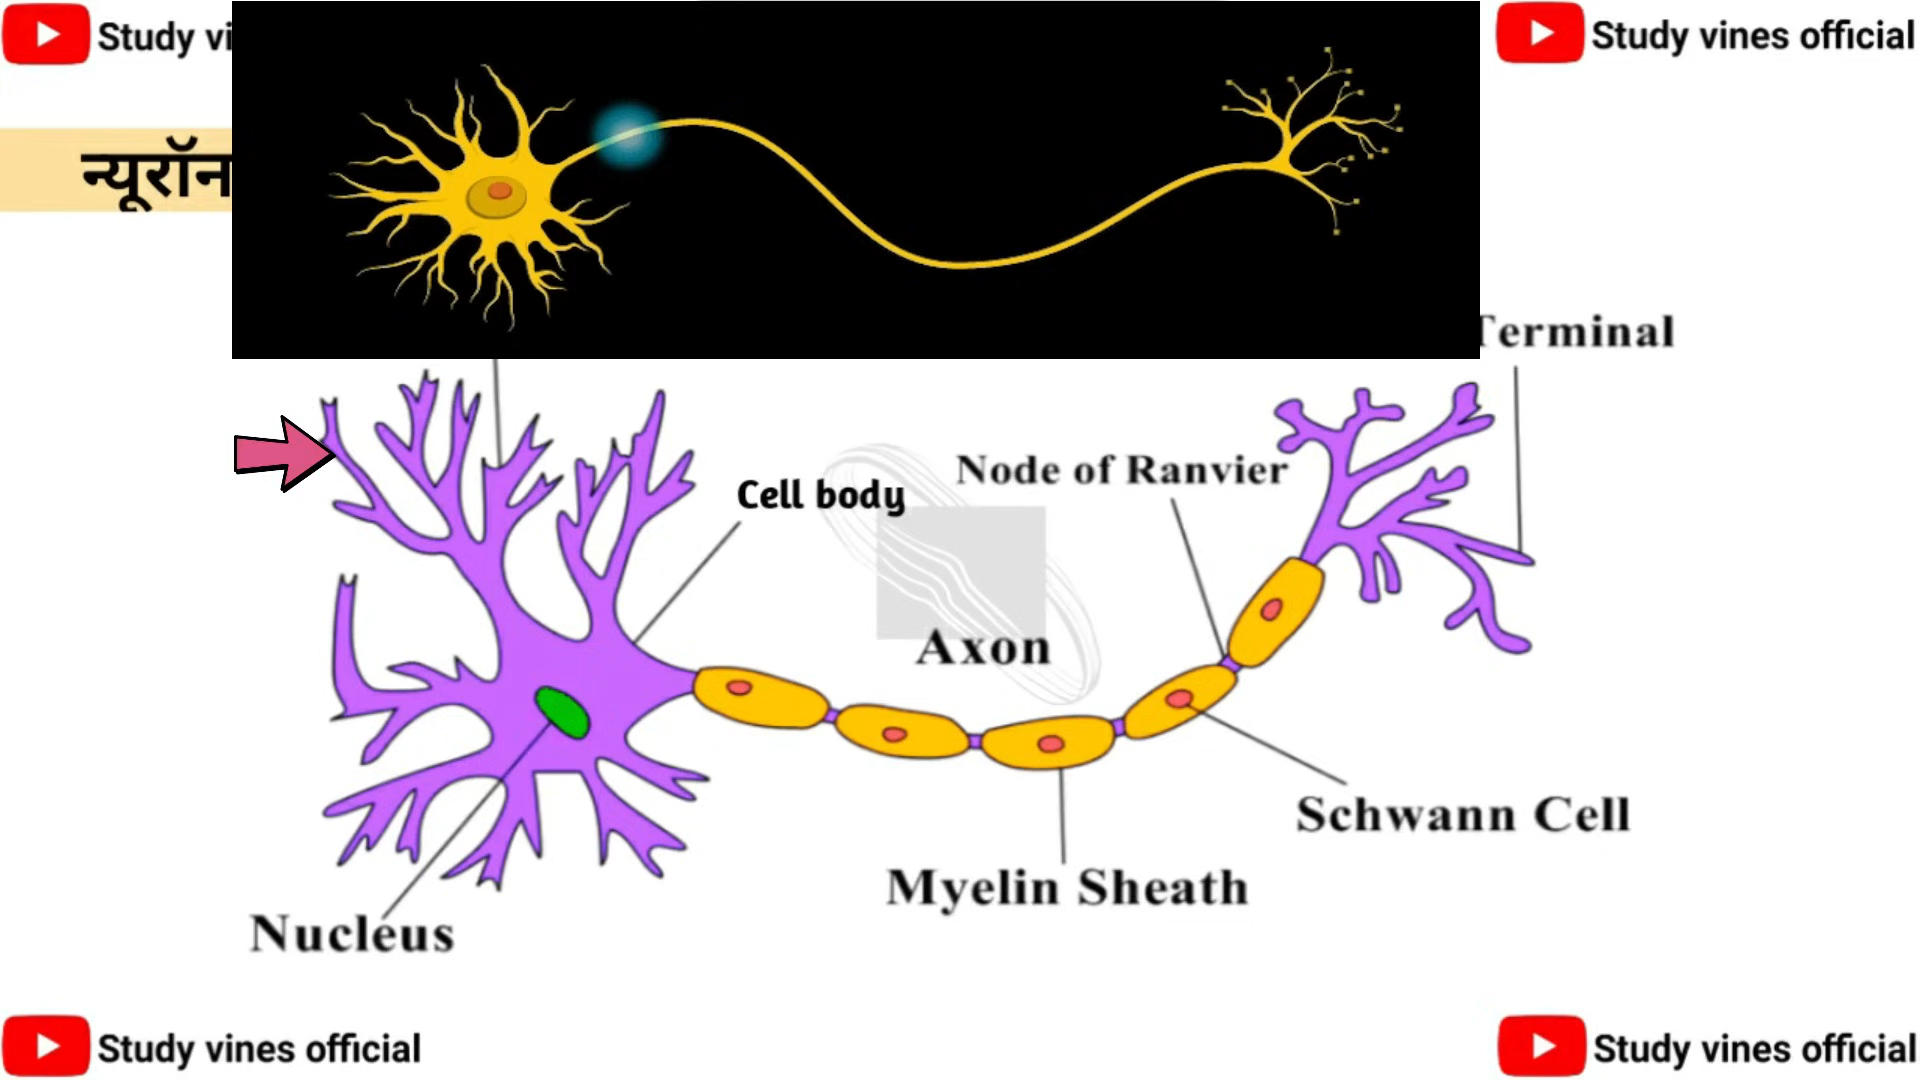 Study vi
Study vines official
न्यूरॉन
Terminal
Node of Ranvier
Cell body
Axon
Schwann Cell
Myelin Sheath
Nucleus
Study vines official
Study vines official